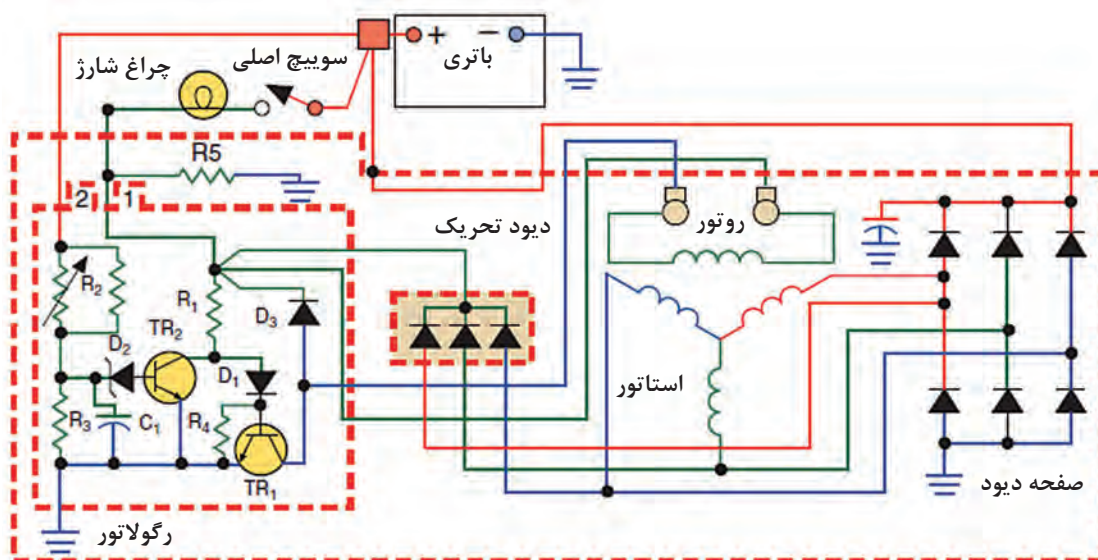 + −
باتری
سوییچ اصلی
چراغ شارژ
R5
2 1
دیود تحریک
روتور
R2
R1
TR2
D3
D2
D1
استاتور
R3
C1
R4
TR1
صفحه دیود
رگولاتور